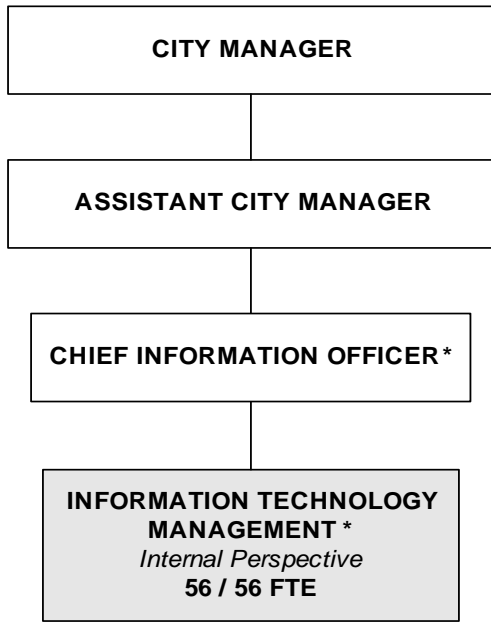 CITY MANAGER
ASSISTANT CITY MANAGER
CHIEF INFORMATION OFFICER *
INFORMATION TECHNOLOGY
MANAGEMENT *
Internal Perspective
56 / 56 FTE